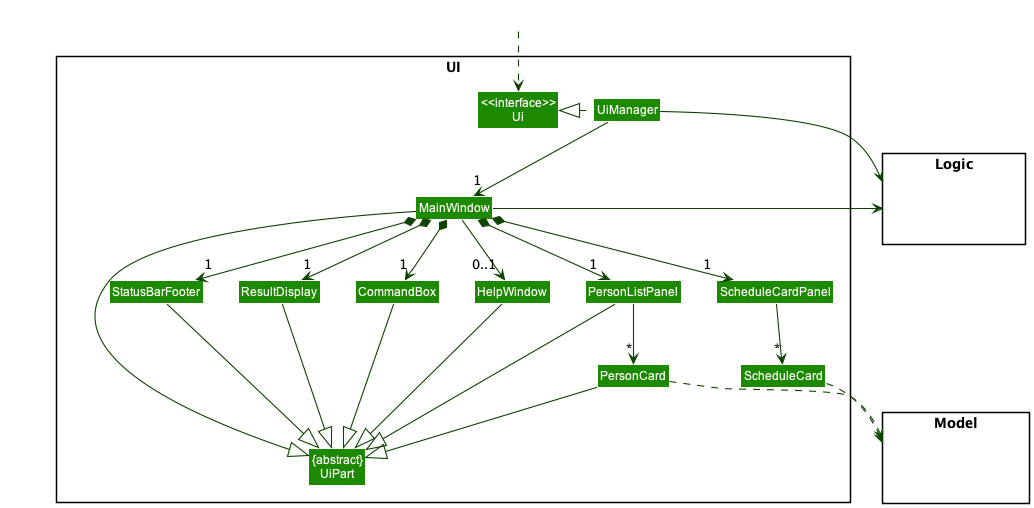 UI
<<interface>>
Ui
UiManager
Logic
1
MainWindow
1
1
1
0..1
1
1
StatusBarFooter
ResultDisplay
CommandBox
HelpWindow
PersonListPanel
ScheduleCardPanel
*
*
PersonCard
ScheduleCard
Model
{abstract}
UiPart